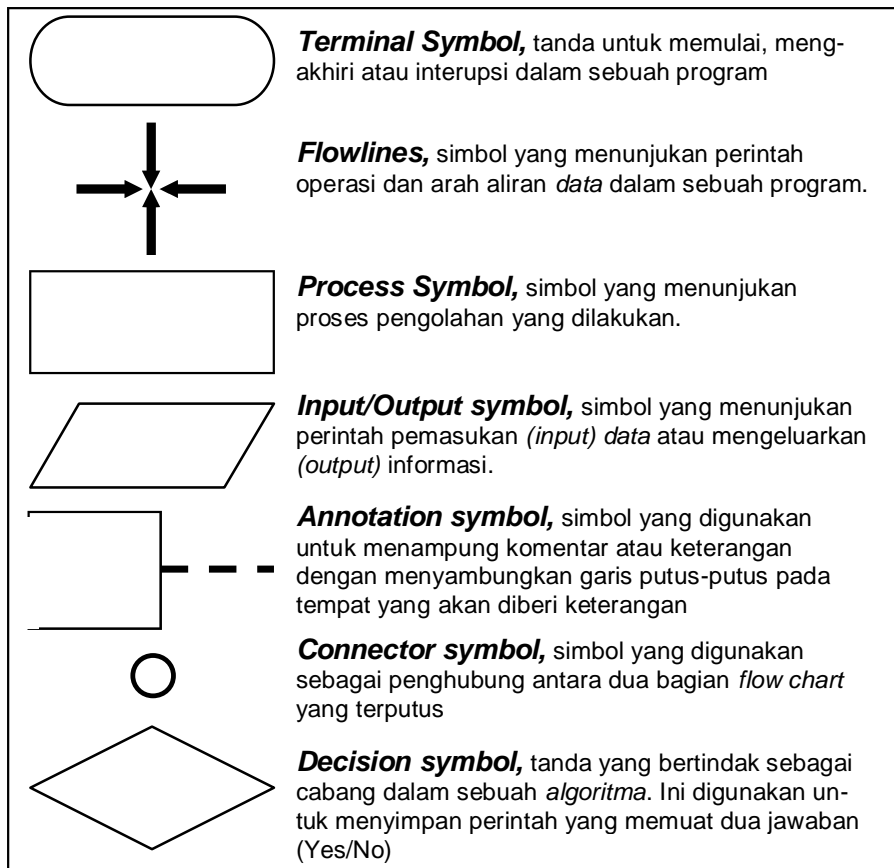 Terminal Symbol, tanda untuk memulai, meng-
akhiri atau interupsi dalam sebuah program
Flowlines, simbol yang menunjukan perintah
operasi dan arah aliran data dalam sebuah program.
Process Symbol, simbol yang menunjukan
proses pengolahan yang dilakukan.
Input/Output symbol, simbol yang menunjukan
perintah pemasukan (input) data atau mengeluarkan
(output) informasi.
Annotation symbol, simbol yang digunakan
untuk menampung komentar atau keterangan
dengan menyambungkan garis putus-putus pada
tempat yang akan diberi keterangan
Connector symbol, simbol yang digunakan
sebagai penghubung antara dua bagian flow chart
yang terputus
Decision symbol, tanda yang bertindak sebagai
cabang dalam sebuah algoritma. Ini digunakan un-
tuk menyimpan perintah yang memuat dua jawaban
(Yes/No)